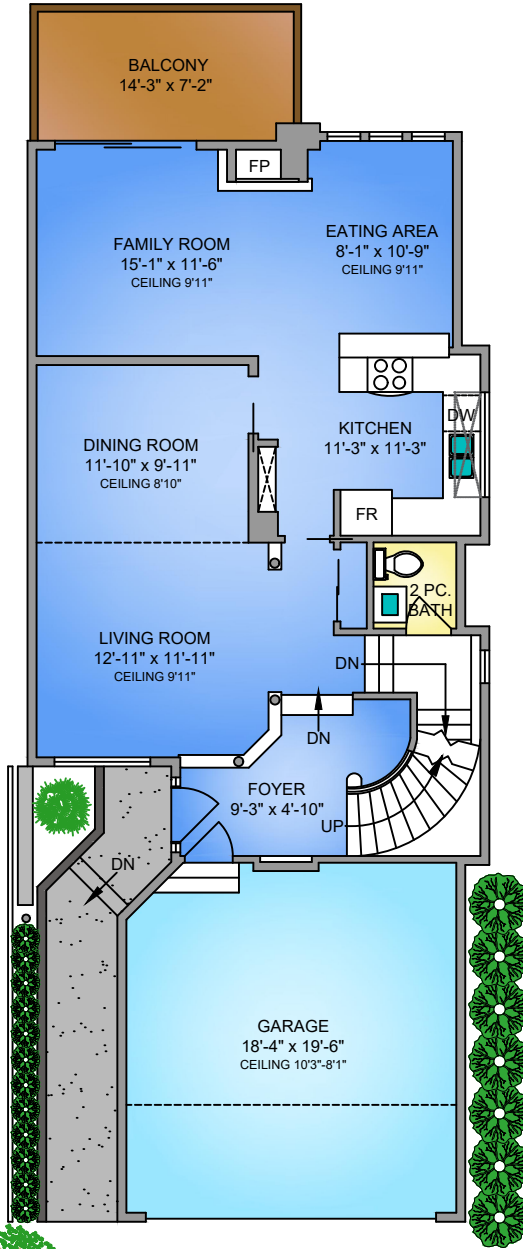 BALCONY
14'-3" x 7'-2"
FP
FAMILY ROOM
15'-1" x 11'-6"
CEILING 9'11"
EATING AREA
8'-1" x 10'-9"
CEILING 9'11"
DINING ROOM
11'-10" x 9'-11"
CEILING 8'10"
KITCHEN
11'-3" x 11'-3"
DW
FR
2 PC.
BATH
LIVING ROOM
12'-11" x 11'-11"
CEILING 9'11"
DN
DN
FOYER
9'-3" x 4'-10"
UP
DN
GARAGE
18'-4" x 19'-6"
CEILING 10'3"-8'1"